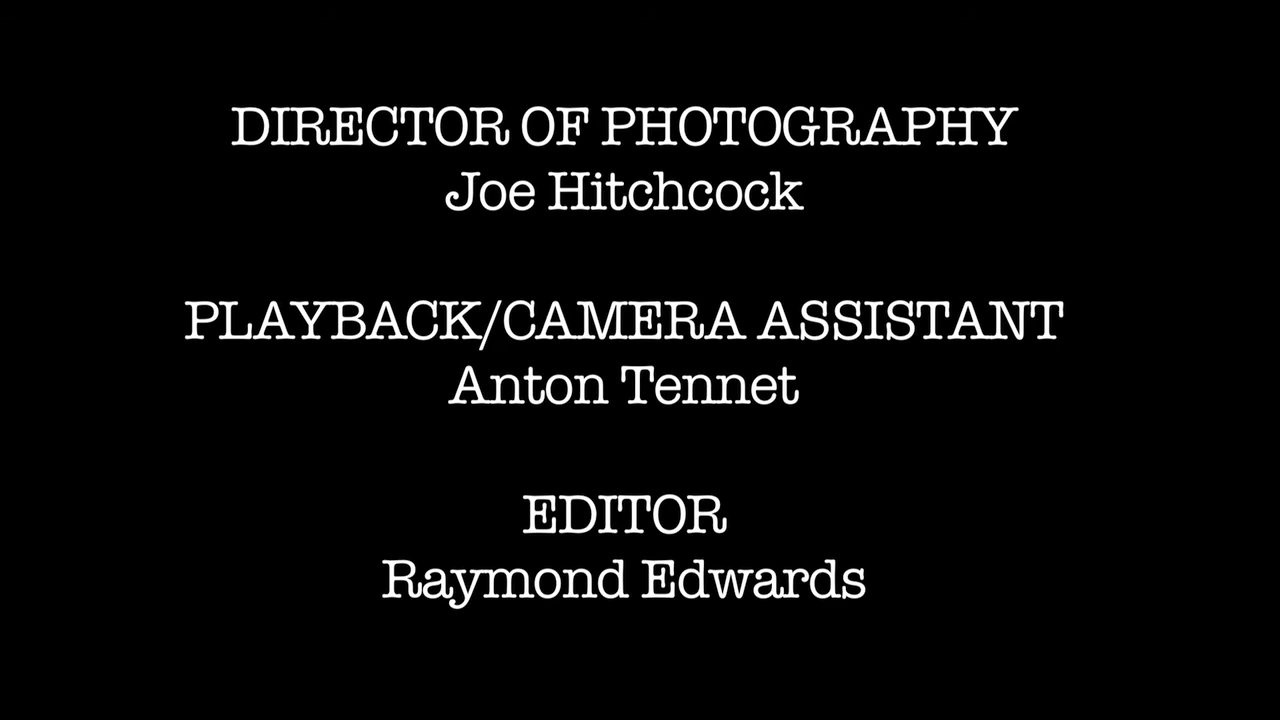 DIRECTOR OF PHOTOGRAPHY
Joe Hitchcock
PLAYBACK/CAMERA ASSISTANT
Anton Tennet
EDITOR
Raymond Edwards